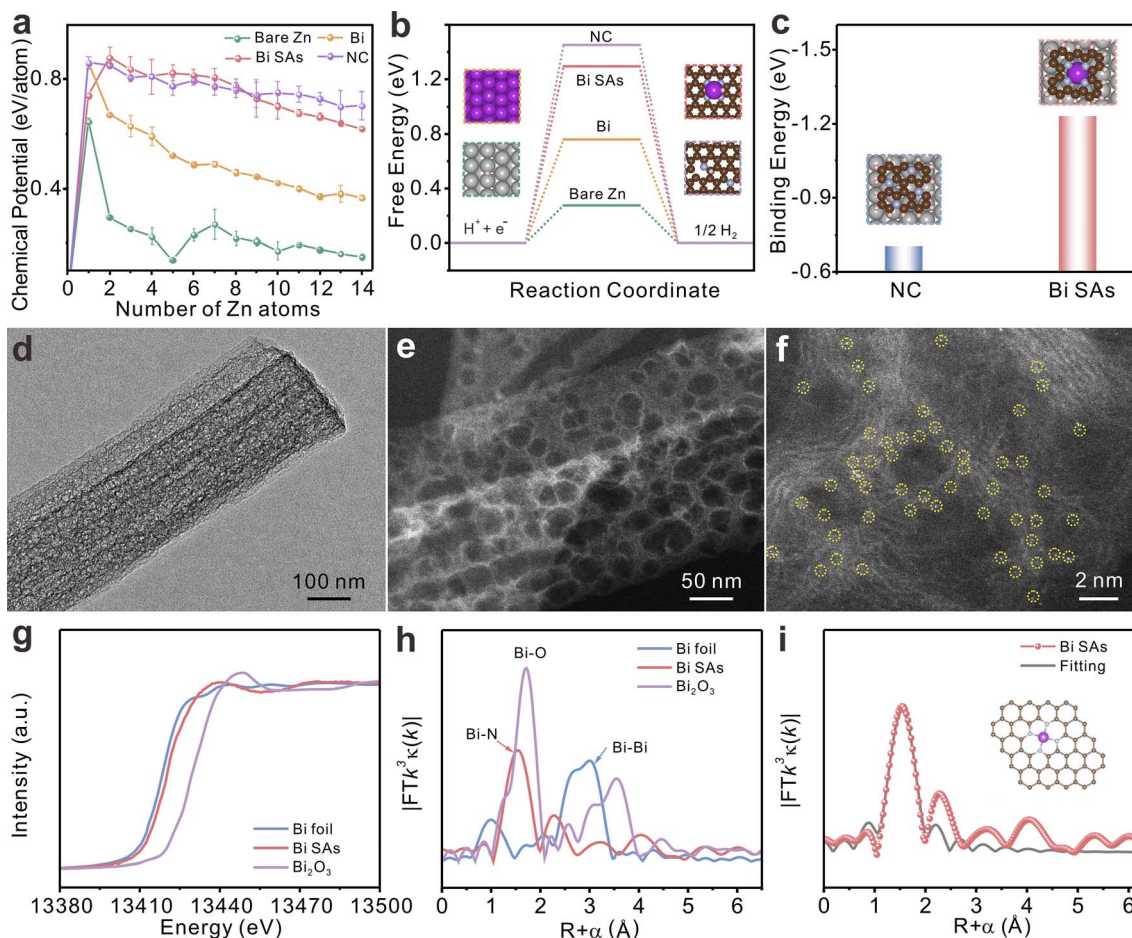 a
Chemical Potential (eV/atom)
0.8
0.4
0 2 4 6 8 10 12 14
Number of Zn atoms
Bare Zn
Bi
Bi SAs
NC
b
Free Energy (eV)
1.2
0.8
0.4
0.0
NC
Bi SAs
Bi
Bare Zn
H⁺ + e⁻
1/2 H₂
Reaction Coordinate
c
Binding Energy (eV)
-1.5
-1.2
-0.9
-0.6
NC
Bi SAs
d
100 nm
e
50 nm
f
2 nm
g
Intensity (a.u.)
Bi foil
Bi SAs
Bi₂O₃
13380 13410 13440 13470 13500
Energy (eV)
h
|FTk³κ(k)|
Bi-O
Bi-N
Bi-Bi
Bi foil
Bi SAs
Bi₂O₃
0 1 2 3 4 5 6
R+α (Å)
i
|FTk³κ(k)|
Bi SAs
Fitting
0 1 2 3 4 5 6
R+α (Å)